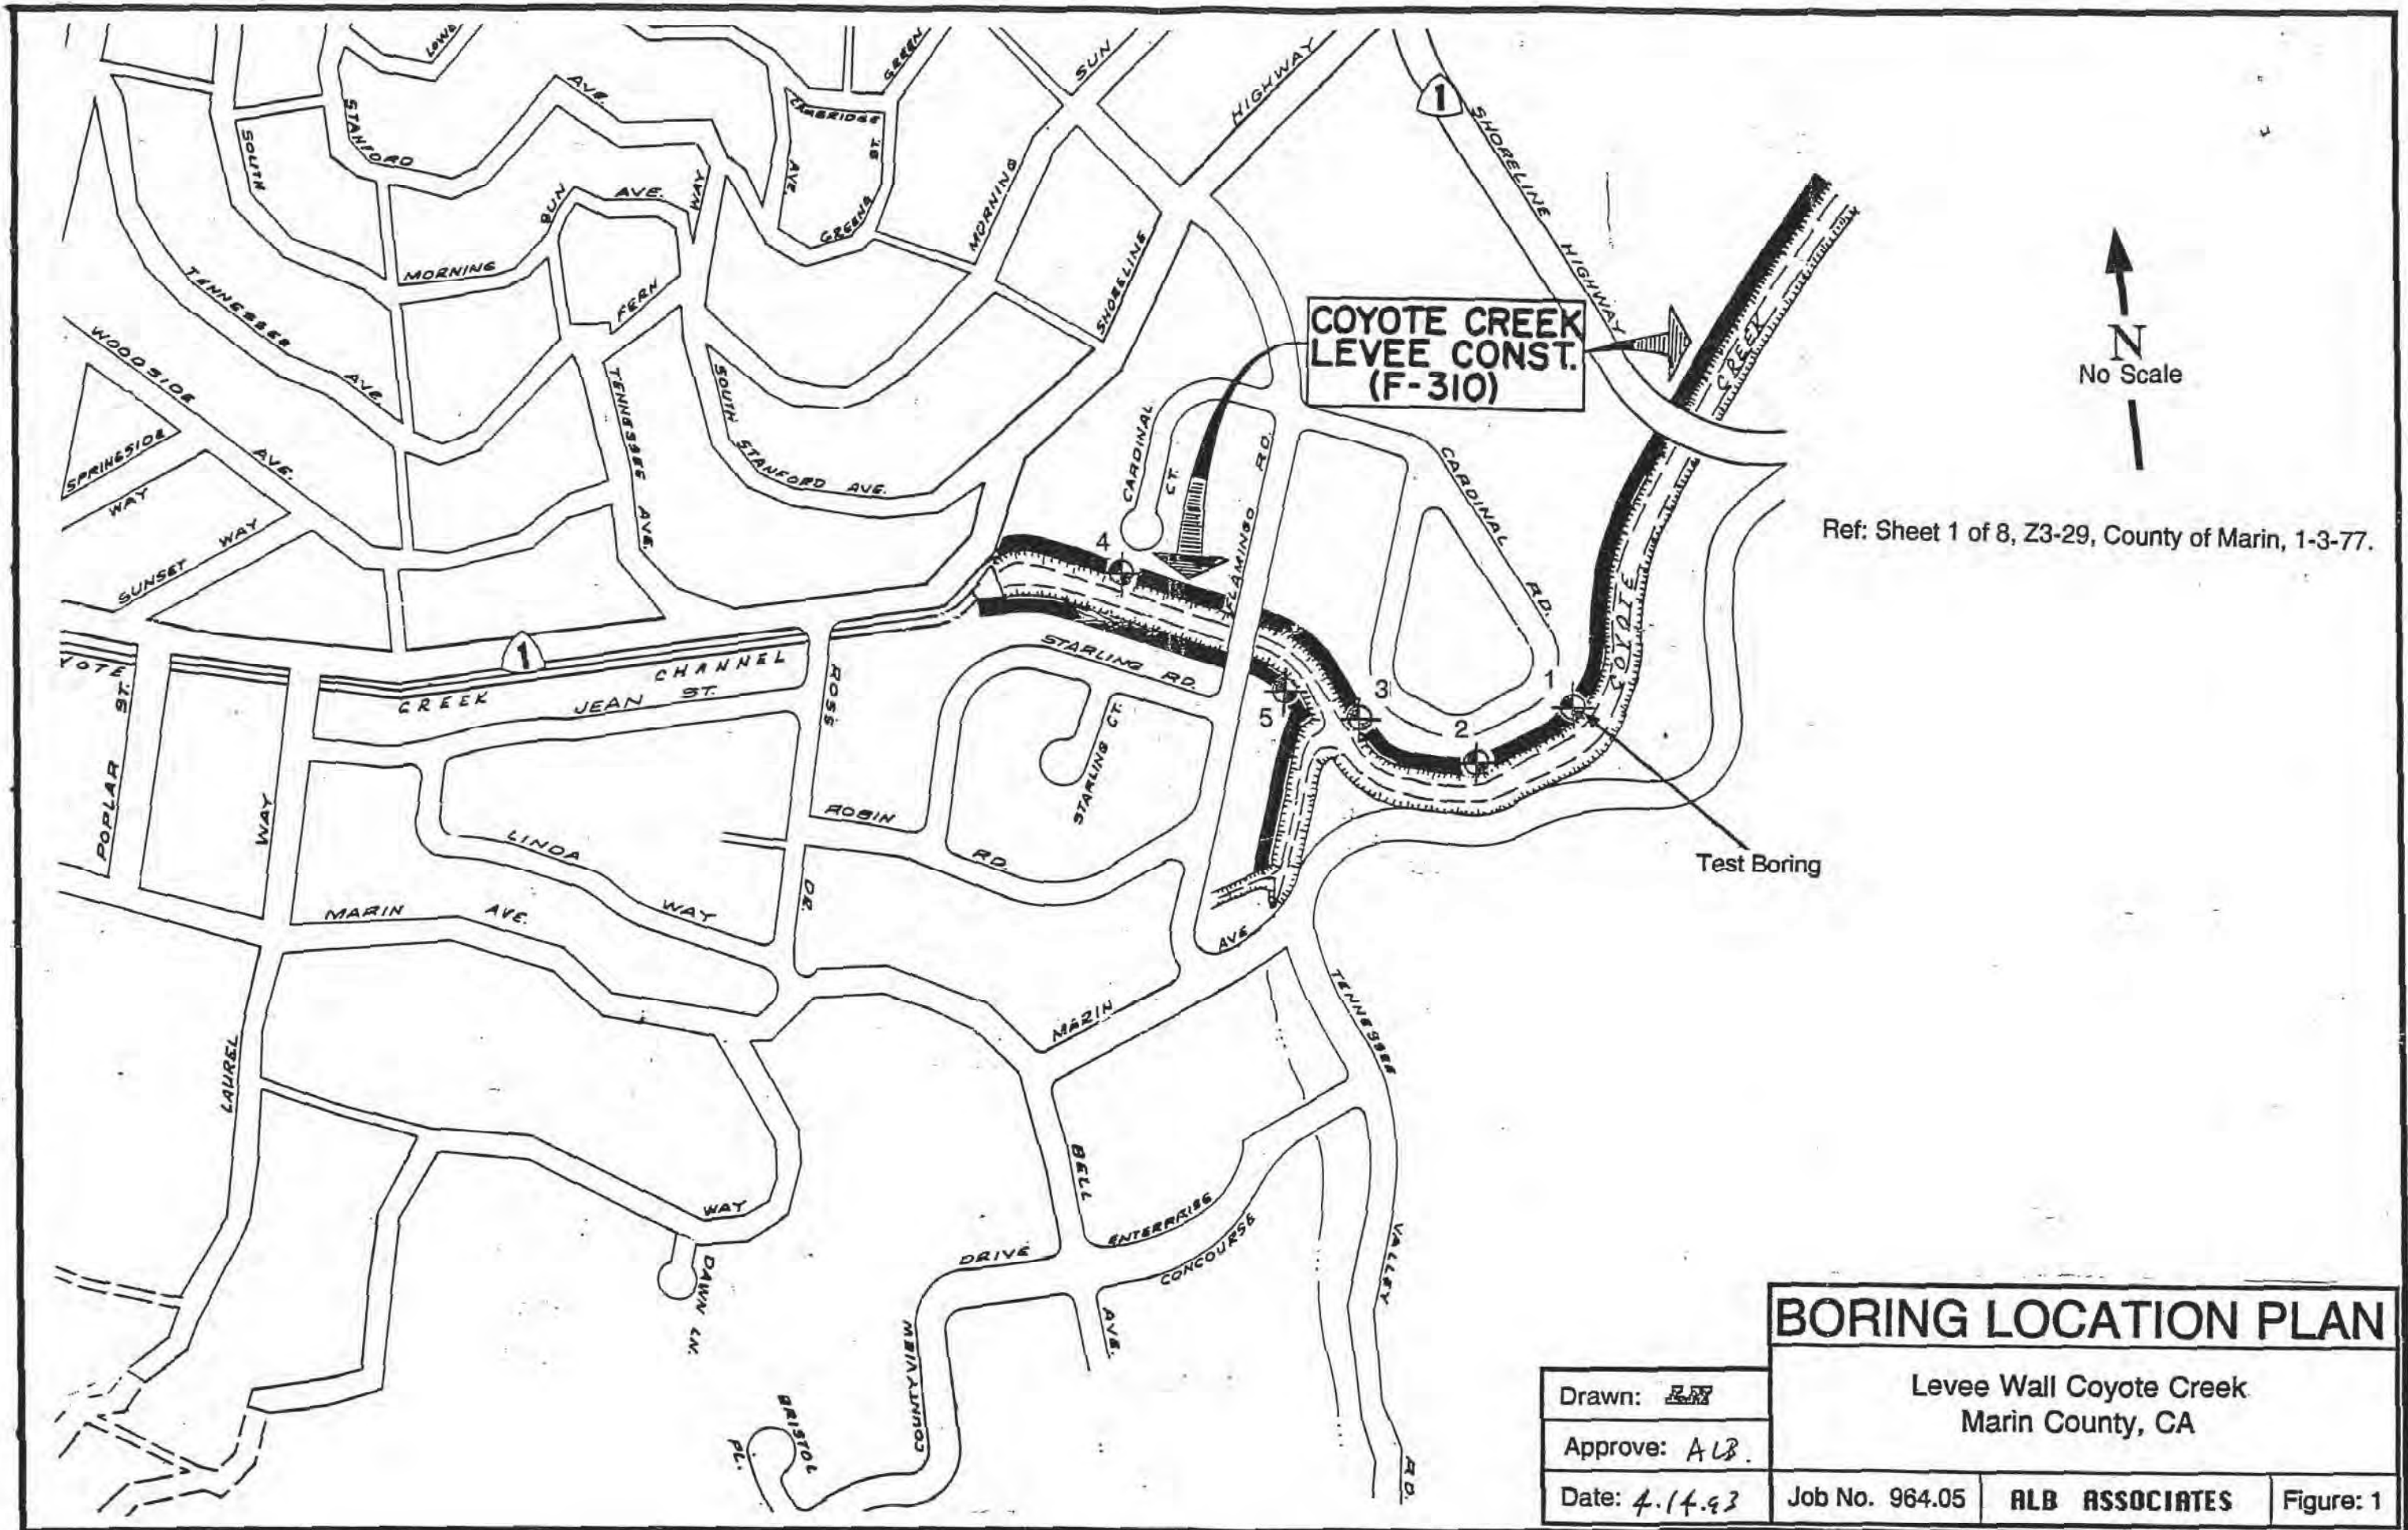 LOWE
GREEN
SUN
HIGHWAY
1
SHORELINE HIGHWAY
AVE.
CAMBRIDGE
ST.
STANFORD
SOUTH
AVE.
GREENS
MORNING
SUN
AVE.
WAY
MORNING
FERN
SHORELINE
TENNESSEE
AVE.
WOODSIDE
AVE.
SPRINGSIDE
WAY
SUNSET WAY
TENNESSEE AVE.
SOUTH
STANFORD AVE.
COYOTE CREEK
LEVEE CONST.
(F-310)
CREEK
N
No Scale
CARDINAL
CT.
FLAMINGO RD.
CARDINAL
RD.
Ref: Sheet 1 of 8, Z3-29, County of Marin, 1-3-77.
4
COYOTE
1
YOTE
CREEK
CHANNEL
JEAN ST.
ROSS
STARLING RD.
STARLING CT.
5
3
2
1
Test Boring
POPLAR ST.
WAY
LINDA
WAY
ROBIN
RD.
DR.
MARIN AVE.
AVE.
MARIN
TENNESSEE
LAUREL
BELL
WAY
DAWN LN.
DRIVE
ENTERPRISE
CONCOURSE
AVE.
VALLEY
COUNTYVIEW
BRISTOL
PL.
RD.
BORING LOCATION PLAN
Levee Wall Coyote Creek
Marin County, CA
Drawn:
Approve: ALB.
Date: 4.14.93
Job No. 964.05
ALB ASSOCIATES
Figure: 1